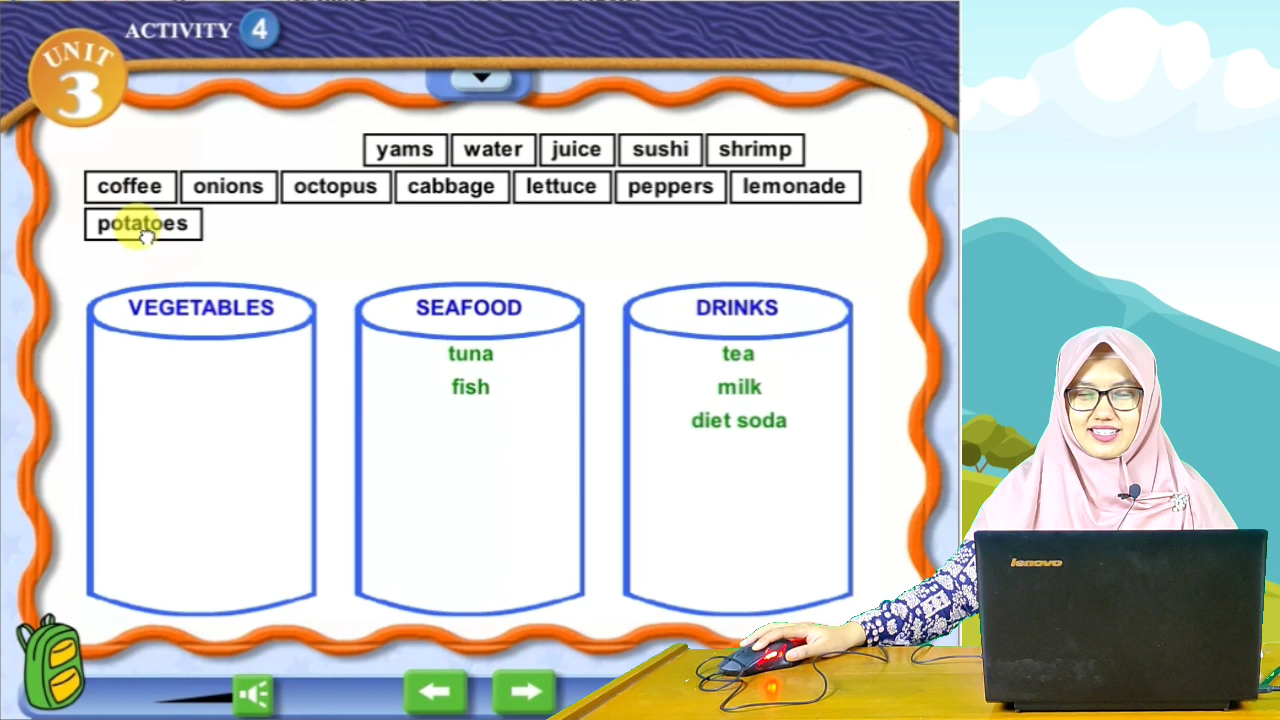 ACTIVITY 4
UNIT
3
yams water juice sushi shrimp
coffee onions octopus cabbage lettuce peppers lemonade
potatoes
VEGETABLES SEAFOOD DRINKS
tuna tea
fish milk
diet soda
lenovo